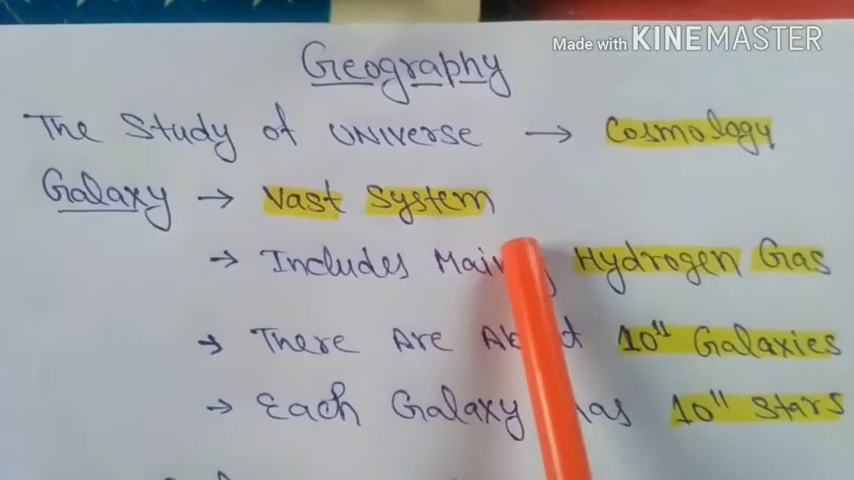 Made with KINEMASTER
Geography
The Study of UNIVERSE → Cosmology
Galaxy → Vast System
→ Includes Hydrogen Gas
→ There Are 10¹¹ Galaxies
→ Each Galaxy has 10¹¹ Stars